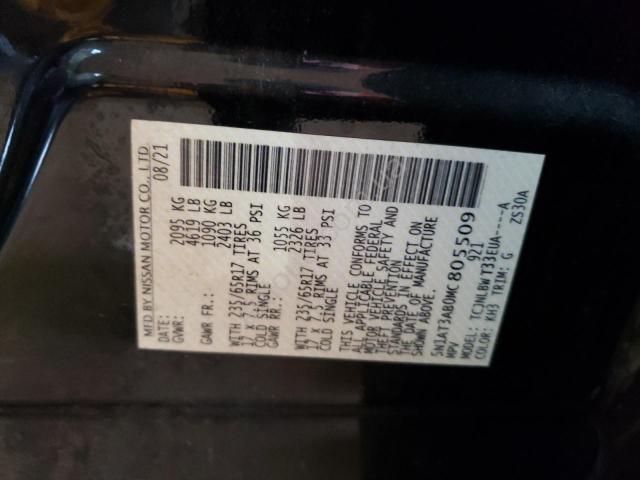 MFD BY NISSAN MOTOR CO., LTD.
DATE: 08/21
GVWR: 2095 KG
4619 LB
GAWR FR.: 1090 KG
2403 LB
WITH 235/65R17 TIRES
17 X 7.5 RIMS AT 36 PSI
COLD SINGLE
GAWR RR.: 1055 KG
2326 LB
WITH 235/65R17 TIRES
17 X 7.5 RIMS AT 33 PSI
COLD SINGLE
THIS VEHICLE CONFORMS TO
ALL APPLICABLE FEDERAL
MOTOR VEHICLE SAFETY AND
THEFT PREVENTION
STANDARDS IN EFFECT ON
THE DATE OF MANUFACTURE
SHOWN ABOVE
5N1AT3AB0MC805509
MPV 921
MODEL: TCJNLBWT33EUA-----A
COLOR: KH3 TRIM: G ZS30A